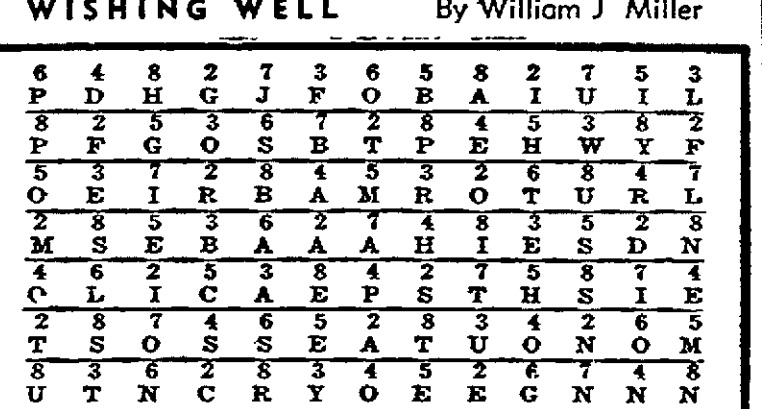 WISHING WELL By William J Miller
6 4 8 2 7 3 6 5 8 2 7 5 3
P D H G J F O B A I U I L
8 2 5 3 6 7 2 8 4 5 3 8 2
P F G O S B T P E H W Y F
5 3 7 2 8 4 5 3 2 6 8 4 7
O E I R B A M R O T U R L
2 8 5 3 6 2 7 4 8 3 5 2 8
M S E B A A A H I E S D N
4 6 2 5 3 8 4 2 7 5 8 7 4
L I C A E P S T H S I E
2 8 7 4 6 5 2 8 3 4 2 6 5
T S O S S E A T U O N O M
8 3 6 2 8 3 4 5 2 6 7 4 8
U T N C R Y O E E G N N N